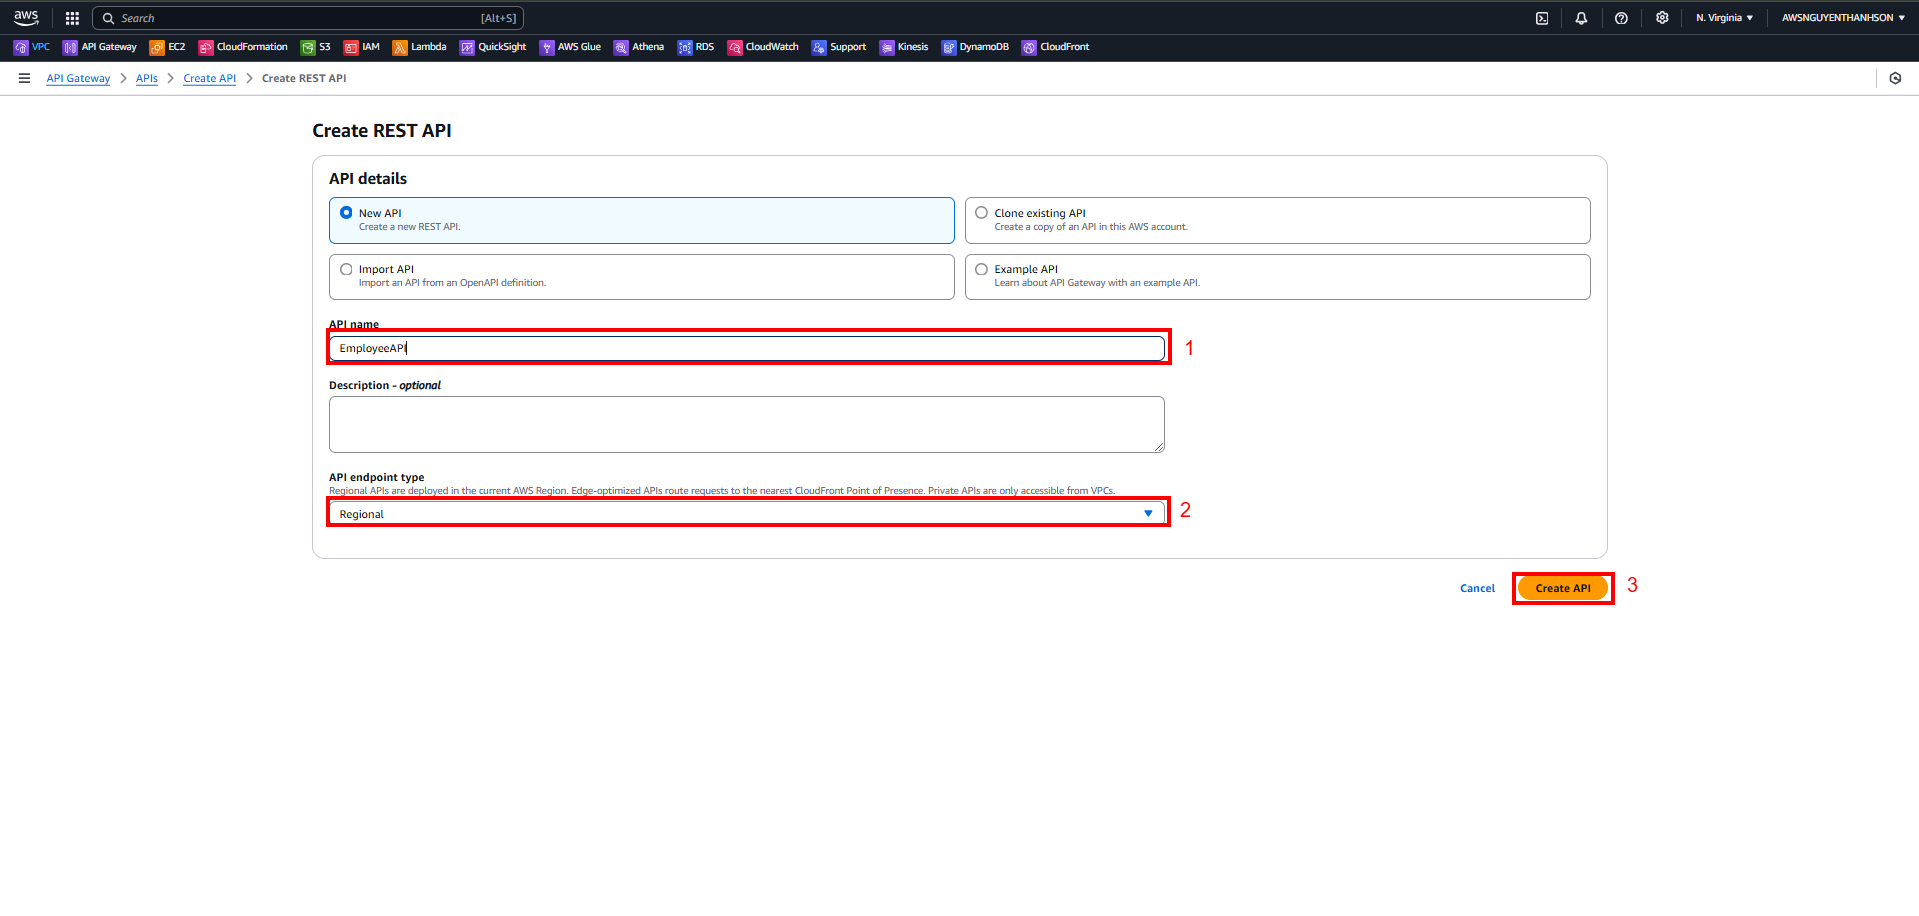 aws Search [Alt+S] N. Virginia ▼ AWSNGUYENTHANHSON ▼
VPC API Gateway EC2 CloudFormation S3 IAM Lambda QuickSight AWS Glue Athena RDS CloudWatch Support Kinesis DynamoDB CloudFront
API Gateway > APIs > Create API > Create REST API
Create REST API
API details
New API
Create a new REST API.
Clone existing API
Create a copy of an API in this AWS account.
Import API
Import an API from an OpenAPI definition.
Example API
Learn about API Gateway with an example API.
API name
EmployeeAPI 1
Description - optional
API endpoint type
Regional APIs are deployed in the current AWS Region. Edge-optimized APIs route requests to the nearest CloudFront Point of Presence. Private APIs are only accessible from VPCs.
Regional 2
Cancel Create API 3